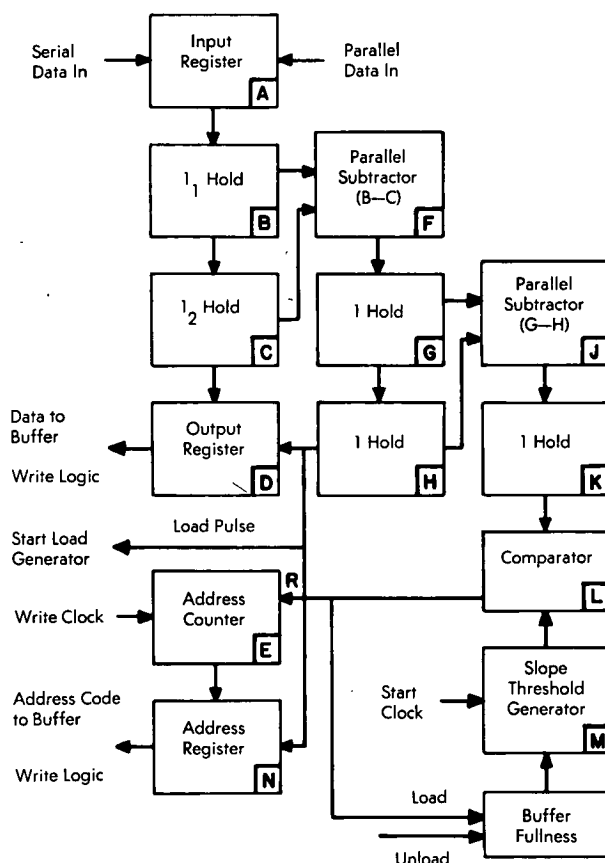 Serial
Data In
Input
Register
A
Parallel
Data In
1₁ Hold
B
Parallel
Subtractor
(B—C)
F
1₂ Hold
C
1 Hold
G
Parallel
Subtractor
(G—H)
J
Data to
Buffer
Write Logic
Output
Register
D
1 Hold
H
1 Hold
K
Start Load
Generator
Load Pulse
R
Comparator
L
Write Clock
Address
Counter
E
Address Code
to Buffer
Write Logic
Address
Register
N
Start
Clock
Slope
Threshold
Generator
M
Load
Unload
Buffer
Fullness